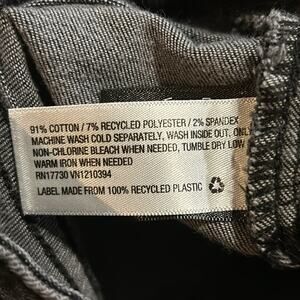 91% COTTON / 7% RECYCLED POLYESTER / 2% SPANDEX
MACHINE WASH COLD SEPARATELY, WASH INSIDE OUT, ONLY
NON-CHLORINE BLEACH WHEN NEEDED, TUMBLE DRY LOW
WARM IRON WHEN NEEDED
RN17730 VN1210394
LABEL MADE FROM 100% RECYCLED PLASTIC